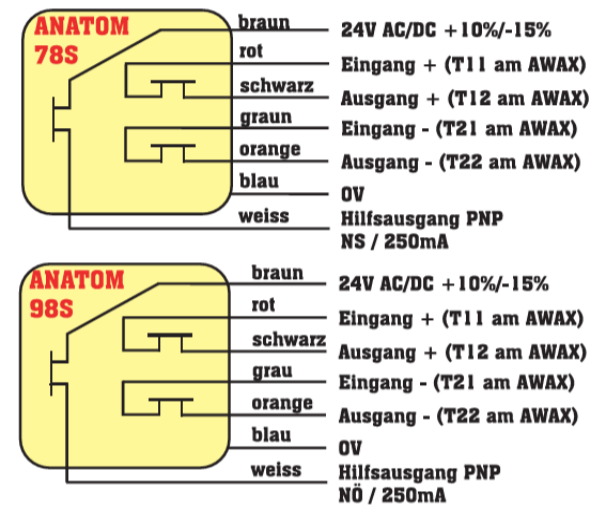 ANATOM
78S
braun 24V AC/DC +10%/-15%
rot Eingang + (T11 am AWAX)
schwarz Ausgang + (T12 am AWAX)
graun Eingang - (T21 am AWAX)
orange Ausgang - (T22 am AWAX)
blau 0V
weiss Hilfsausgang PNP
NS / 250mA
ANATOM
98S
braun 24V AC/DC +10%/-15%
rot Eingang + (T11 am AWAX)
schwarz Ausgang + (T12 am AWAX)
grau Eingang - (T21 am AWAX)
orange Ausgang - (T22 am AWAX)
blau 0V
weiss Hilfsausgang PNP
NÖ / 250mA